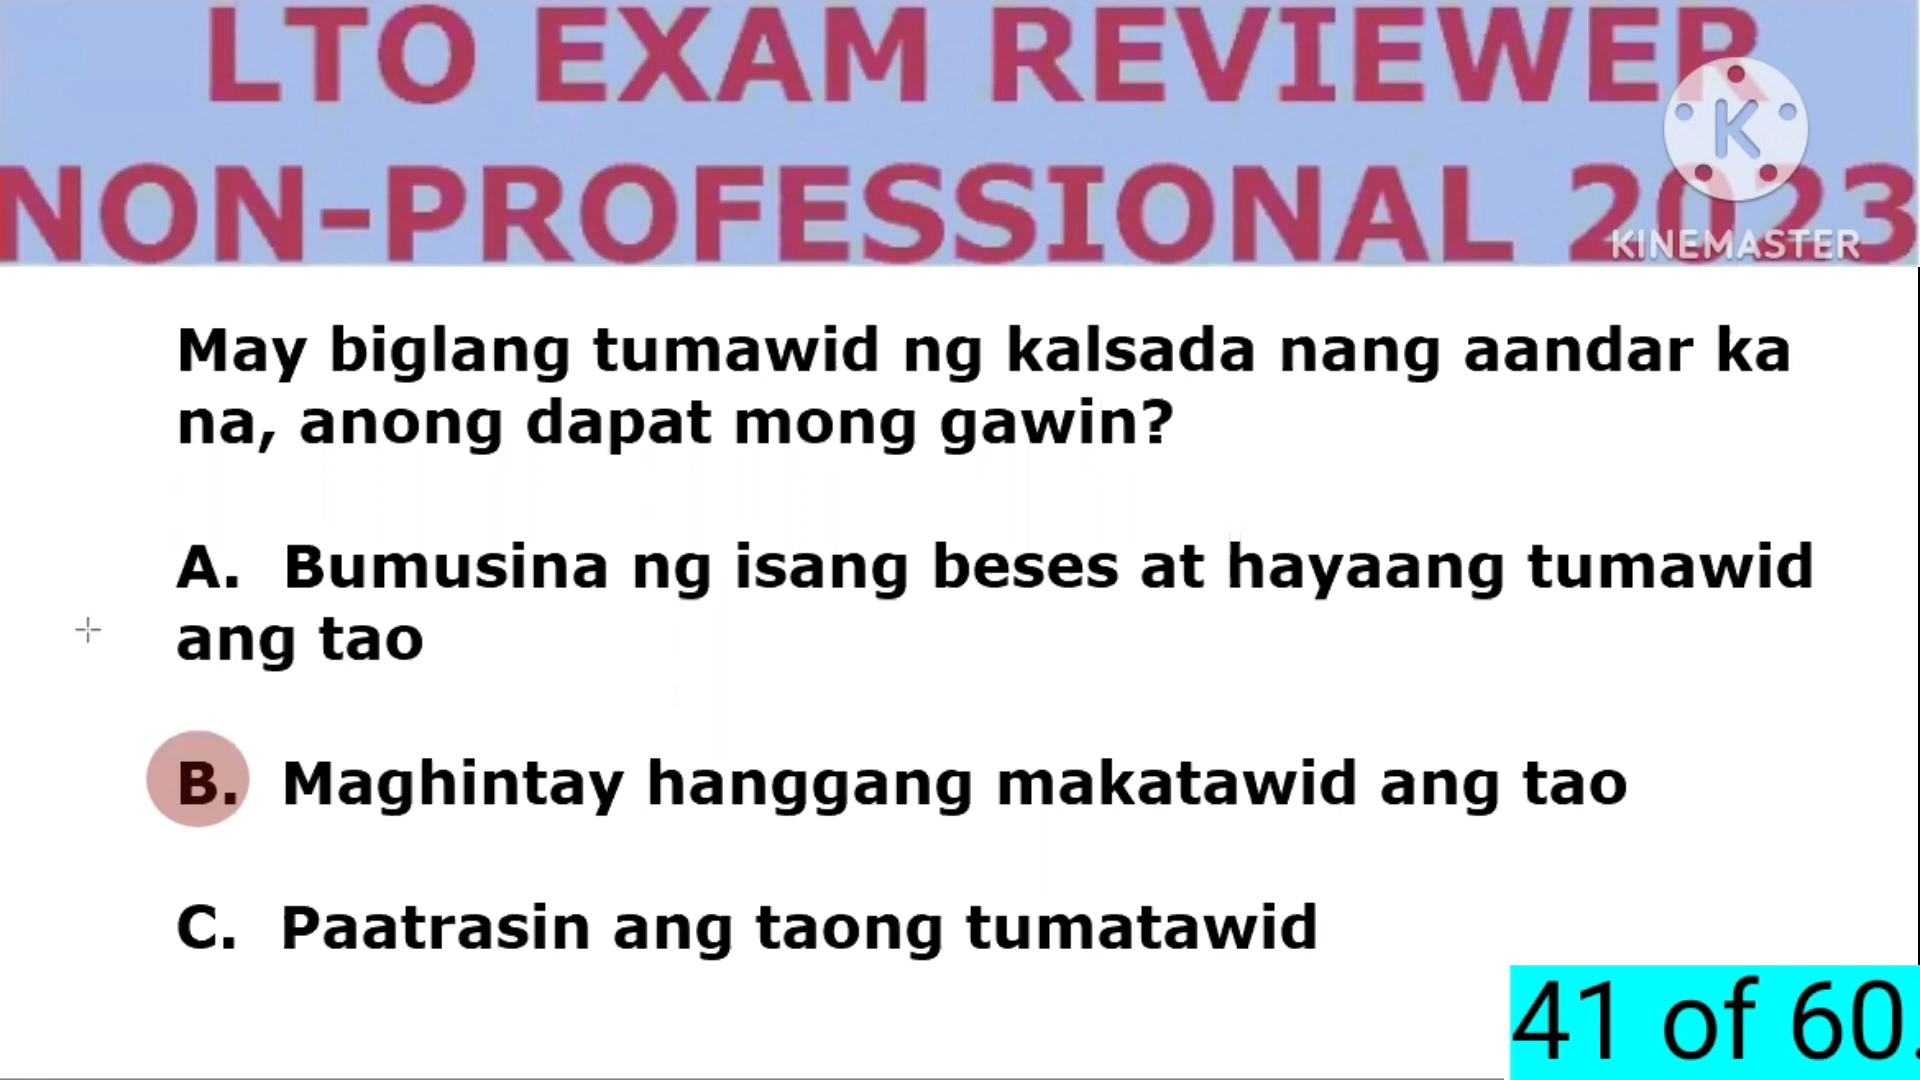 LTO EXAM REVIEWER
NON-PROFESSIONAL 2023
K
KINEMASTER
May biglang tumawid ng kalsada nang aandar ka
na, anong dapat mong gawin?
A. Bumusina ng isang beses at hayaang tumawid
ang tao
B. Maghintay hanggang makatawid ang tao
C. Paatrasin ang taong tumatawid
41 of 60.